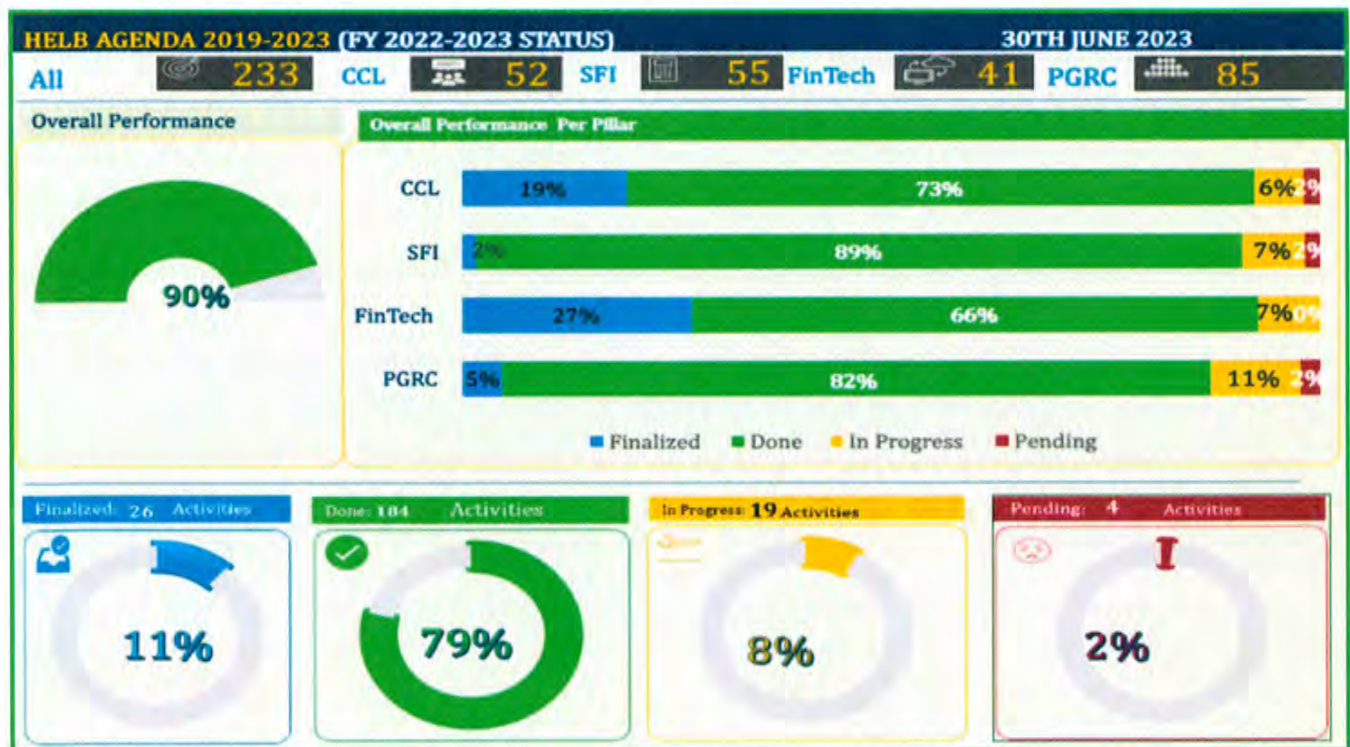 HELB AGENDA 2019-2023 (FY 2022-2023 STATUS) 30TH JUNE 2023
All 233 CCL 52 SFI 55 FinTech 41 PGRC 85
Overall Performance
Overall Performance Per Pillar
90%
CCL 19% 73% 6% 2%
SFI 2% 89% 7% 2%
FinTech 27% 66% 7% 0%
PGRC 5% 82% 11% 2%
Finalized Done In Progress Pending
Finalized: 26 Activities
Done: 184 Activities
In Progress: 19 Activities
Pending: 4 Activities
11%
79%
8%
2%